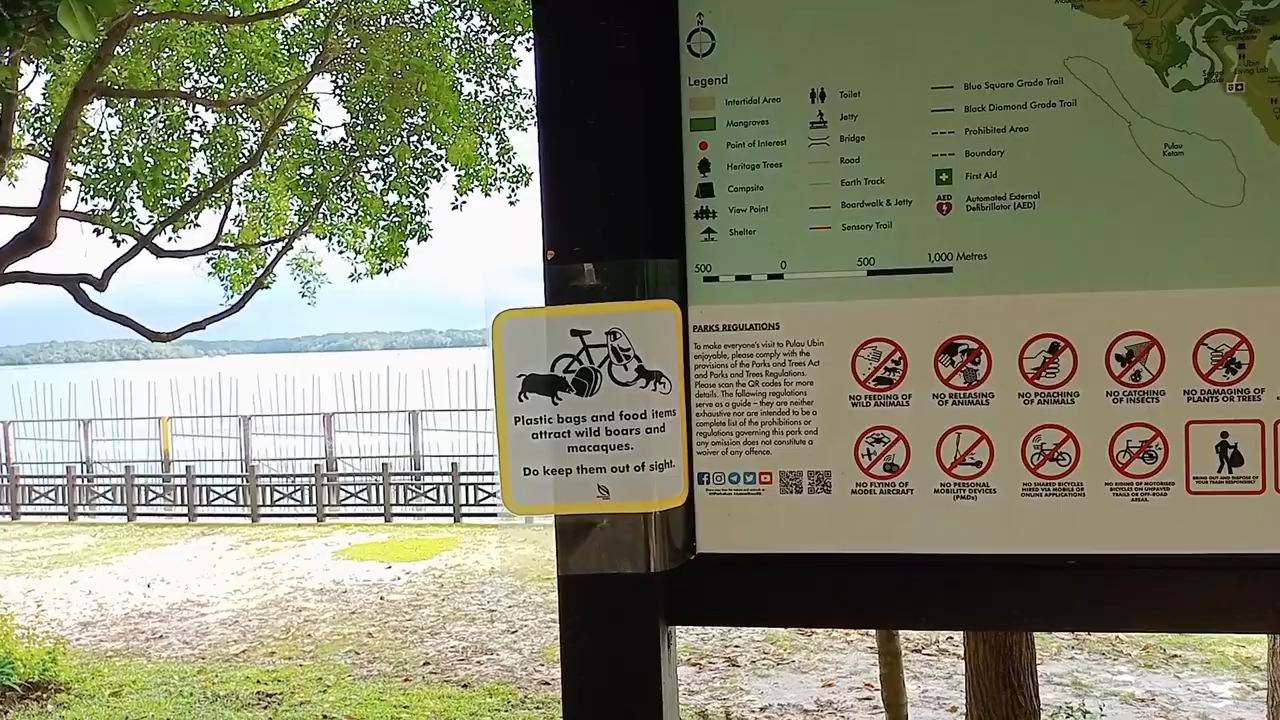 N
Legend
Intertidal Area
Mangraves
Point of Interest
Heritage Trees
Campsite
View Point
Shelter
Toilet
Jetty
Bridge
Road
Earth Track
Boardwalk & Jetty
Sensory Trail
Blue Square Grade Trail
Black Diamond Grade Trail
Prohibited Area
Boundary
First Aid
AED
Automated External
Defibrillator (AED)
500 0 500 1,000 Metres
Park
Pulau
Ketam
Plastic bags and food items
attract wild boars and
macaques.
Do keep them out of sight.
PARKS REGULATIONS
To make everyone's visit to Pulau Ubin
enjoyable, please comply with the
provisions of the Parks and Trees Act
and Parks and Trees Regulations.
Please scan the QR codes for more
details. The following regulations
serve as a guide – they are neither
exhaustive nor are intended to be a
complete list of the prohibitions or
regulations governing this park and
any omission does not constitute a
waiver of any offence.
NO FEEDING OF
WILD ANIMALS
NO RELEASING
OF ANIMALS
NO POACHING
OF ANIMALS
NO CATCHING
OF INSECTS
NO DAMAGING OF
PLANTS OR TREES
NO FLYING OF
MODEL AIRCRAFT
NO PERSONAL
MOBILITY DEVICES
(PMDs)
NO SHARED BICYCLES
HIRED VIA MOBILE OR
ONLINE APPLICATIONS
NO RIDING OF MOTORISED
BICYCLES ON UNPAVED
TRAILS OR OFF-ROAD
AREAS.
BRING OUT AND DISPOSE OF
YOUR TRASH RESPONSIBLY